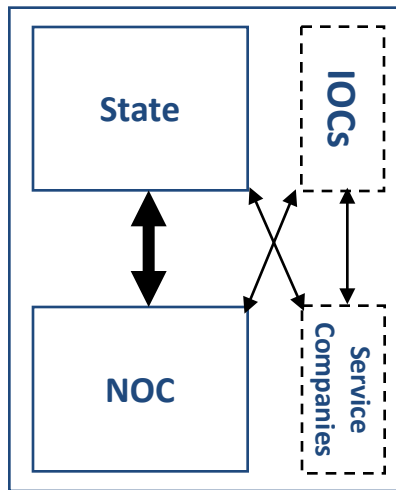 State
IOCs
NOC
Service
Companies